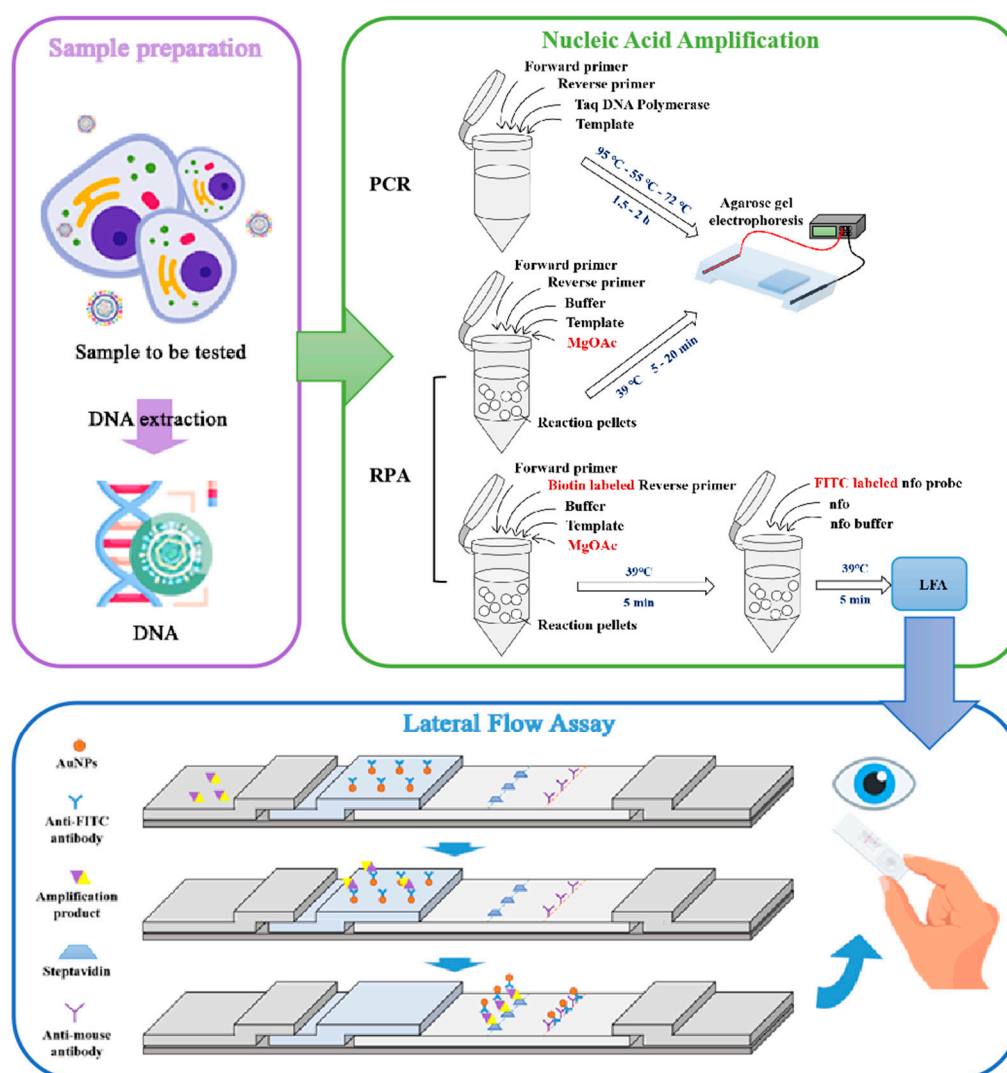 Sample preparation
Sample to be tested
DNA extraction
DNA
Nucleic Acid Amplification
PCR
Forward primer
Reverse primer
Taq DNA Polymerase
Template
95 °C - 55 °C - 72 °C
1.5 - 2 h
Agarose gel
electrophoresis
RPA
Forward primer
Reverse primer
Buffer
Template
MgOAc
Reaction pellets
39 °C 5 - 20 min
Forward primer
Biotin labeled Reverse primer
Buffer
Template
MgOAc
Reaction pellets
39°C
5 min
FITC labeled nfo probe
nfo
nfo buffer
39°C
5 min
LFA
Lateral Flow Assay
AuNPs
Anti-FITC
antibody
Amplification
product
Steptavidin
Anti-mouse
antibody